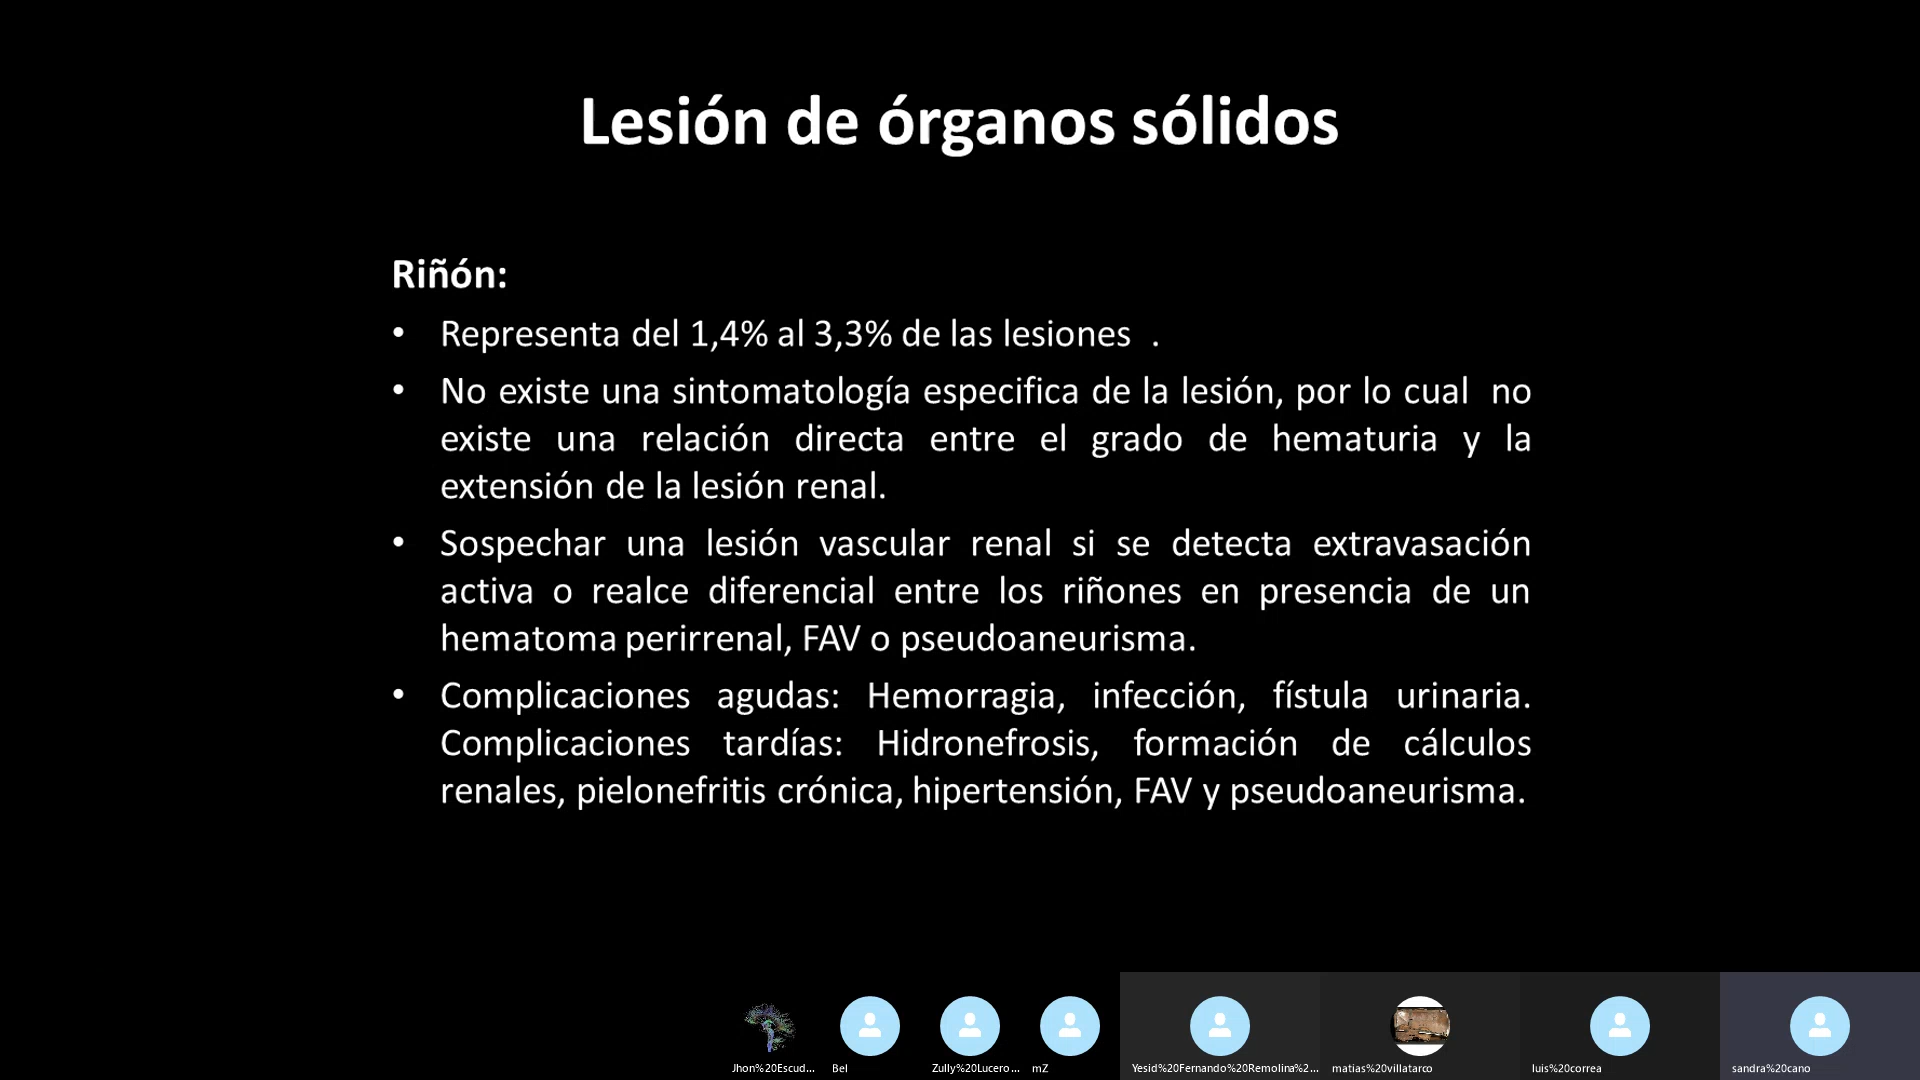 Lesión de órganos sólidos
Riñón:
• Representa del 1,4% al 3,3% de las lesiones .
• No existe una sintomatología especifica de la lesión, por lo cual no
existe una relación directa entre el grado de hematuria y la
extensión de la lesión renal.
• Sospechar una lesión vascular renal si se detecta extravasación
activa o realce diferencial entre los riñones en presencia de un
hematoma perirrenal, FAV o pseudoaneurisma.
• Complicaciones agudas: Hemorragia, infección, fístula urinaria.
Complicaciones tardías: Hidronefrosis, formación de cálculos
renales, pielonefritis crónica, hipertensión, FAV y pseudoaneurisma.
Jhon%20Escud... Bel Zully%20Lucero... mZ Yesid%20Fernando%20Remolina%2... matias%20villatarco luis%20correa sandra%20cano